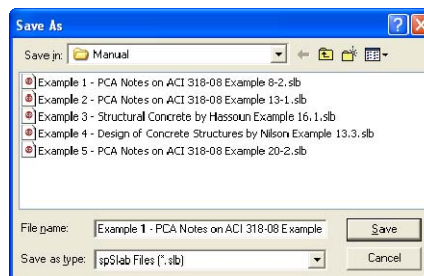 Save As
Save in: Manual
Example 1 - PCA Notes on ACI 318-08 Example 8-2.slb
Example 2 - PCA Notes on ACI 318-08 Example 13-1.slb
Example 3 - Structural Concrete by Hassoun Example 16.1.slb
Example 4 - Design of Concrete Structures by Nilson Example 13.3.slb
Example 5 - PCA Notes on ACI 318-08 Example 20-2.slb
File name: Example 1 - PCA Notes on ACI 318-08 Example Save
Save as type: spSlab Files (*.slb) Cancel